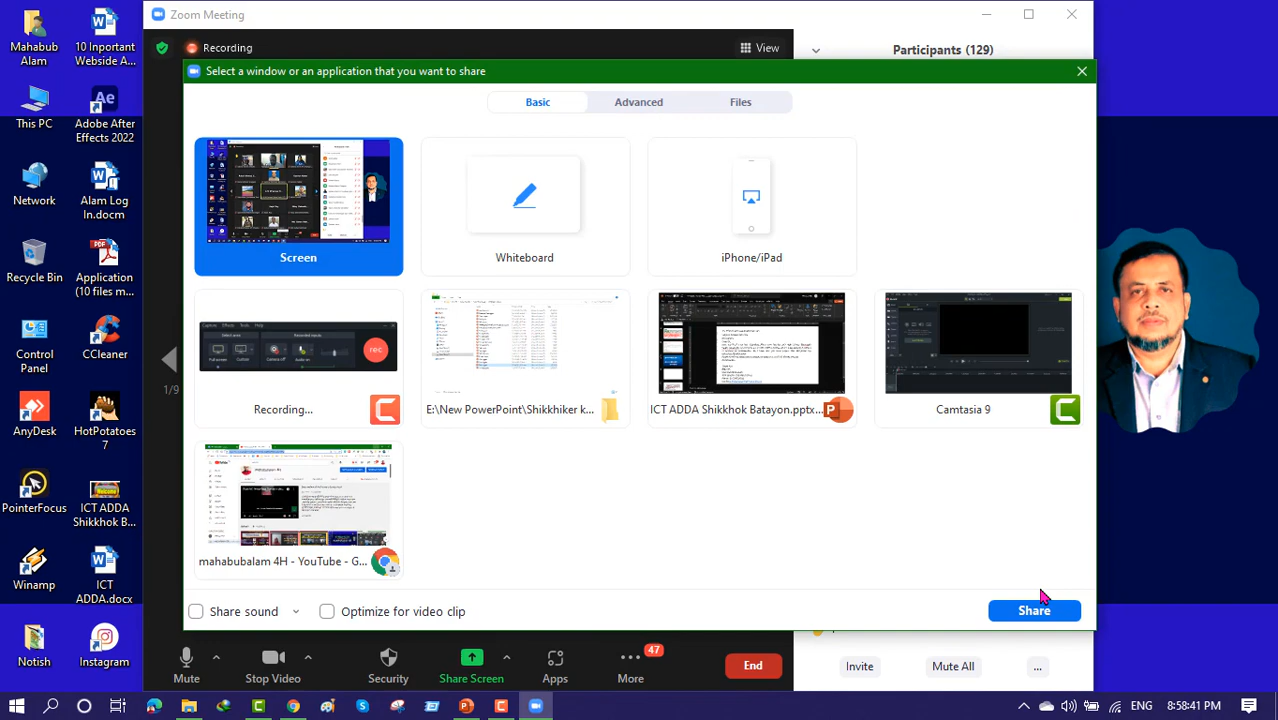 Mahabub
Alam
10 Inportant
Webside A...
Zoom Meeting
Recording
View
Participants (129)
Select a window or an application that you want to share
Basic
Advanced
Files
This PC
Adobe After
Effects 2022
Network
Alam Log
In.docm
Screen
Whiteboard
iPhone/iPad
Recycle Bin
Application
(10 files m...
Control
Panel
CCleaner
1/9
rec
Recording...
E:\New PowerPoint\Shikkhiker k...
ICT ADDA Shikkhok Batayon.pptx...
Camtasia 9
AnyDesk
HotPotatoes
7
ICT ADDA
Shikkhok B...
mahabubalam 4H - YouTube - G...
Winamp
ICT
ADDA.docx
Share sound
Optimize for video clip
Share
Notish
Instagram
Mute
Stop Video
Security
Share Screen
Apps
47
More
End
Invite
Mute All
...
ENG
8:58:41 PM